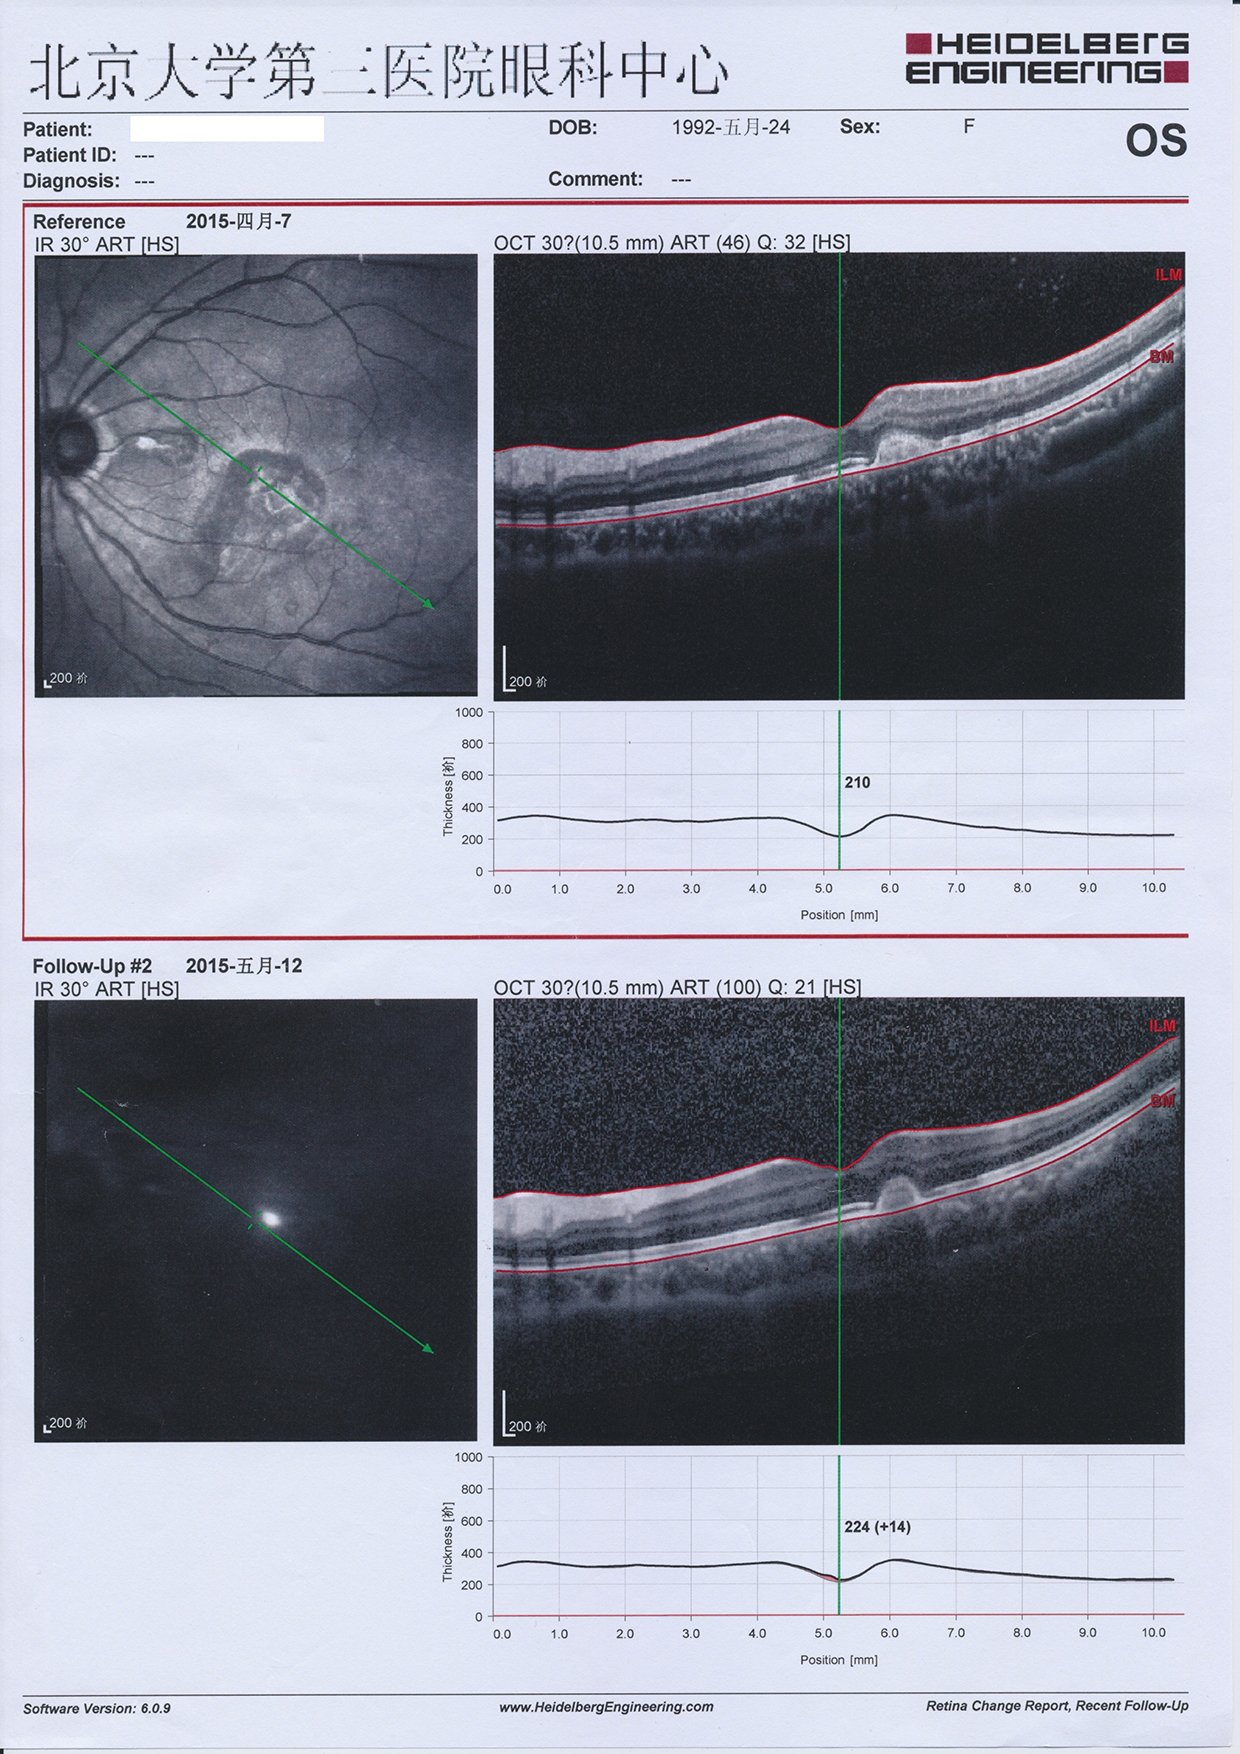 北京大学第三医院眼科中心
HEIDELBERG
ENGINEERING
Patient:
DOB: 1992-五月-24
Sex: F
OS
Patient ID: ---
Diagnosis: ---
Comment: ---
Reference 2015-四月-7
IR 30° ART [HS]
OCT 30?(10.5 mm) ART (46) Q: 32 [HS]
ILM
BM
200 祄
200 祄
1000
800
600
400
200
0
Thickness [祄]
210
0.0 1.0 2.0 3.0 4.0 5.0 6.0 7.0 8.0 9.0 10.0
Position [mm]
Follow-Up #2 2015-五月-12
IR 30° ART [HS]
OCT 30?(10.5 mm) ART (100) Q: 21 [HS]
ILM
BM
200 祄
200 祄
1000
800
600
400
200
0
Thickness [祄]
224 (+14)
0.0 1.0 2.0 3.0 4.0 5.0 6.0 7.0 8.0 9.0 10.0
Position [mm]
Software Version: 6.0.9
www.HeidelbergEngineering.com
Retina Change Report, Recent Follow-Up